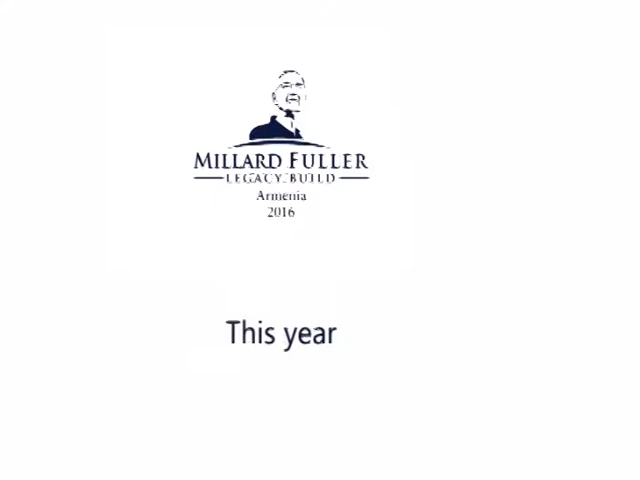 MILLARD FULLER
LEGACY BUILD
Armenia
2016
This year